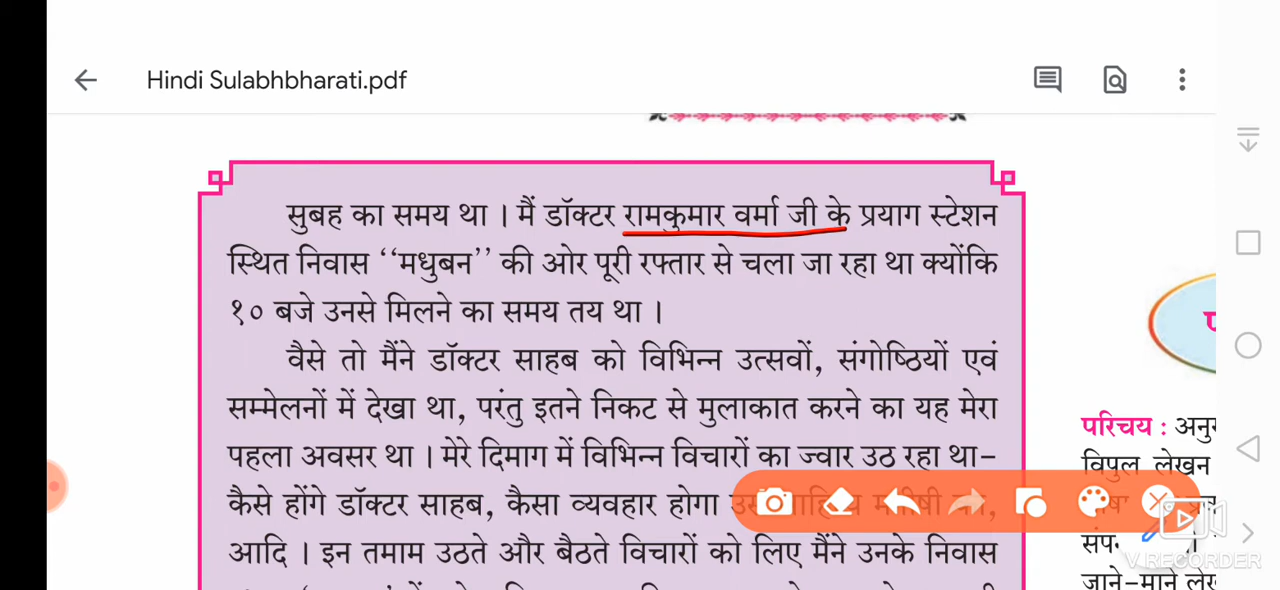 Hindi Sulabhbharati.pdf
सुबह का समय था । मैं डॉक्टर रामकुमार वर्मा जी के प्रयाग स्टेशन
स्थित निवास ‘‘मधुबन’’ की ओर पूरी रफ्तार से चला जा रहा था क्योंकि
१० बजे उनसे मिलने का समय तय था ।
वैसे तो मैंने डॉक्टर साहब को विभिन्न उत्सवों, संगोष्ठियों एवं
सम्मेलनों में देखा था, परंतु इतने निकट से मुलाकात करने का यह मेरा
पहला अवसर था । मेरे दिमाग में विभिन्न विचारों का ज्वार उठ रहा था–
कैसे होंगे डॉक्टर साहब, कैसा व्यवहार होगा
आदि । इन तमाम उठते और बैठते विचारों को लिए मैंने उनके निवास
परिचय :
विपुल लेखन
जाने–माने
V RECORDER